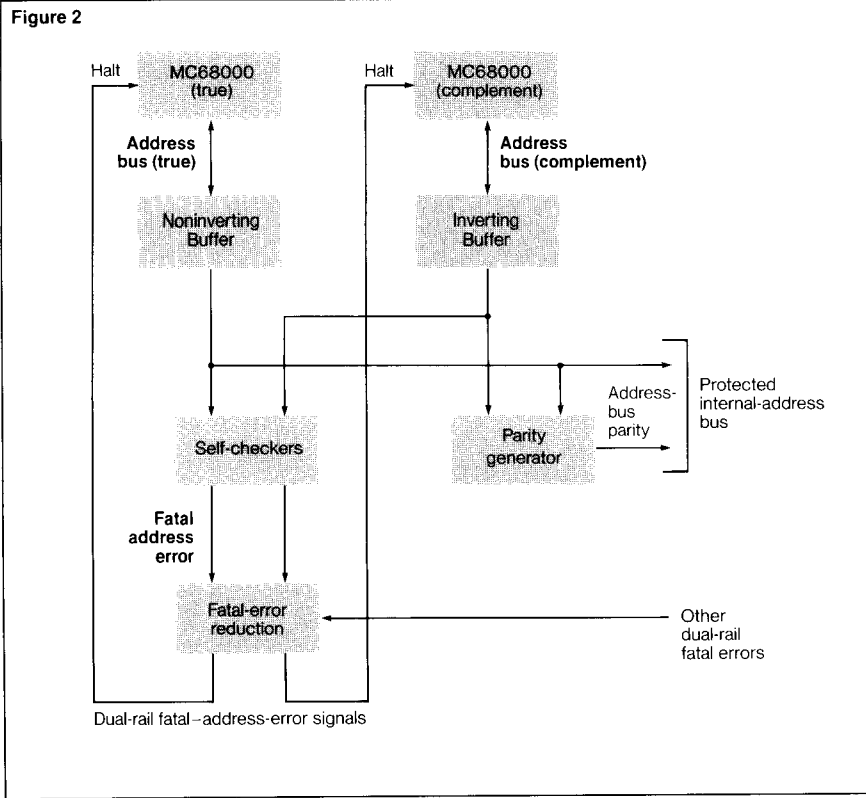 Figure 2
Halt
MC68000
(true)
Halt
MC68000
(complement)
Address
bus (true)
Address
bus (complement)
Noninverting
Buffer
Inverting
Buffer
Address-
bus
parity
Protected
internal-address
bus
Self-checkers
Parity
generator
Fatal
address
error
Fatal-error
reduction
Other
dual-rail
fatal errors
Dual-rail fatal–address-error signals